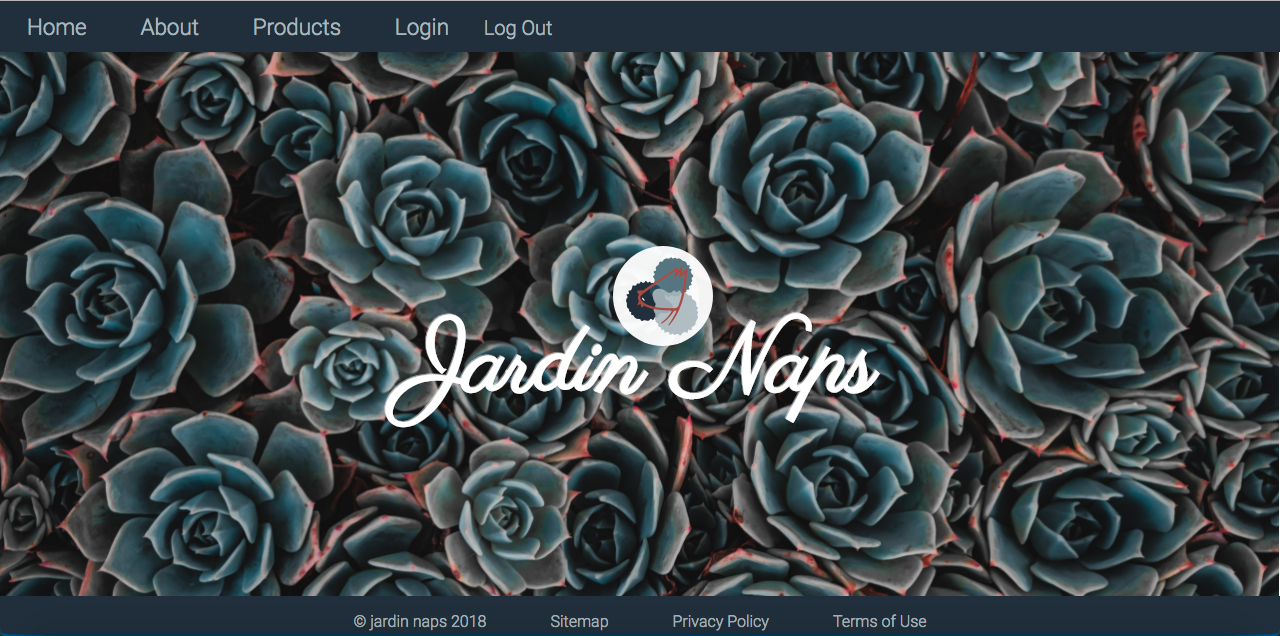 Home About Products Login Log Out
Jardin Naps
© jardin naps 2018 Sitemap Privacy Policy Terms of Use